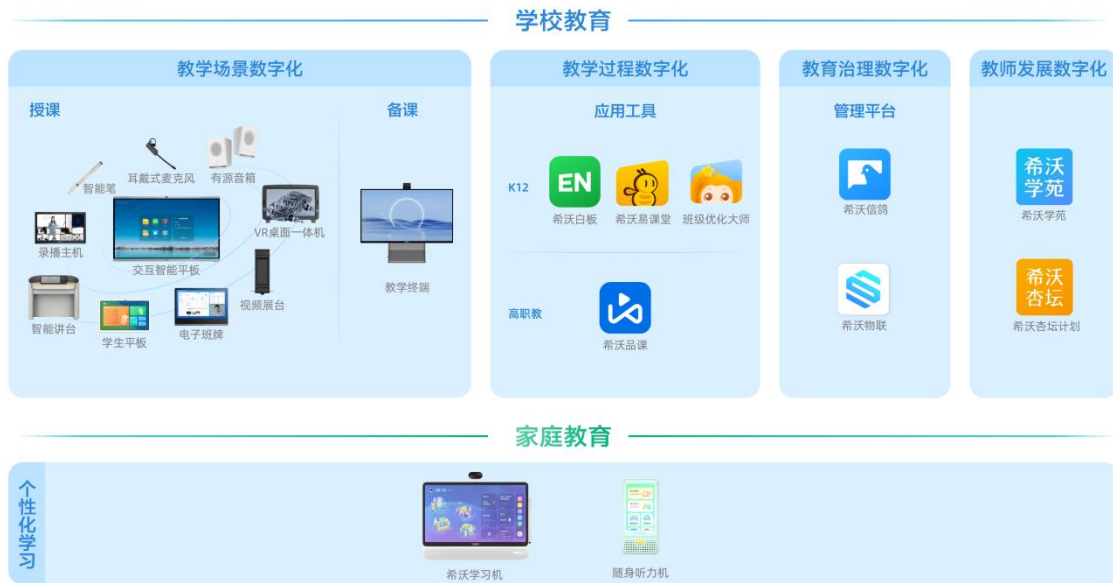 学校教育
教学场景数字化
授课
备课
智能笔
耳戴式麦克风
有源音箱
录播主机
交互智能平板
VR桌面一体机
智能讲台
学生平板
电子班牌
视频展台
教学终端
教学过程数字化
应用工具
K12
EN
希沃白板
希沃易课堂
班级优化大师
高职教
希沃品课
教育治理数字化
管理平台
希沃信鸽
希沃物联
教师发展数字化
希沃
学苑
希沃学苑
希沃
杏坛
希沃杏坛计划
家庭教育
个性化学习
希沃学习机
随身听力机